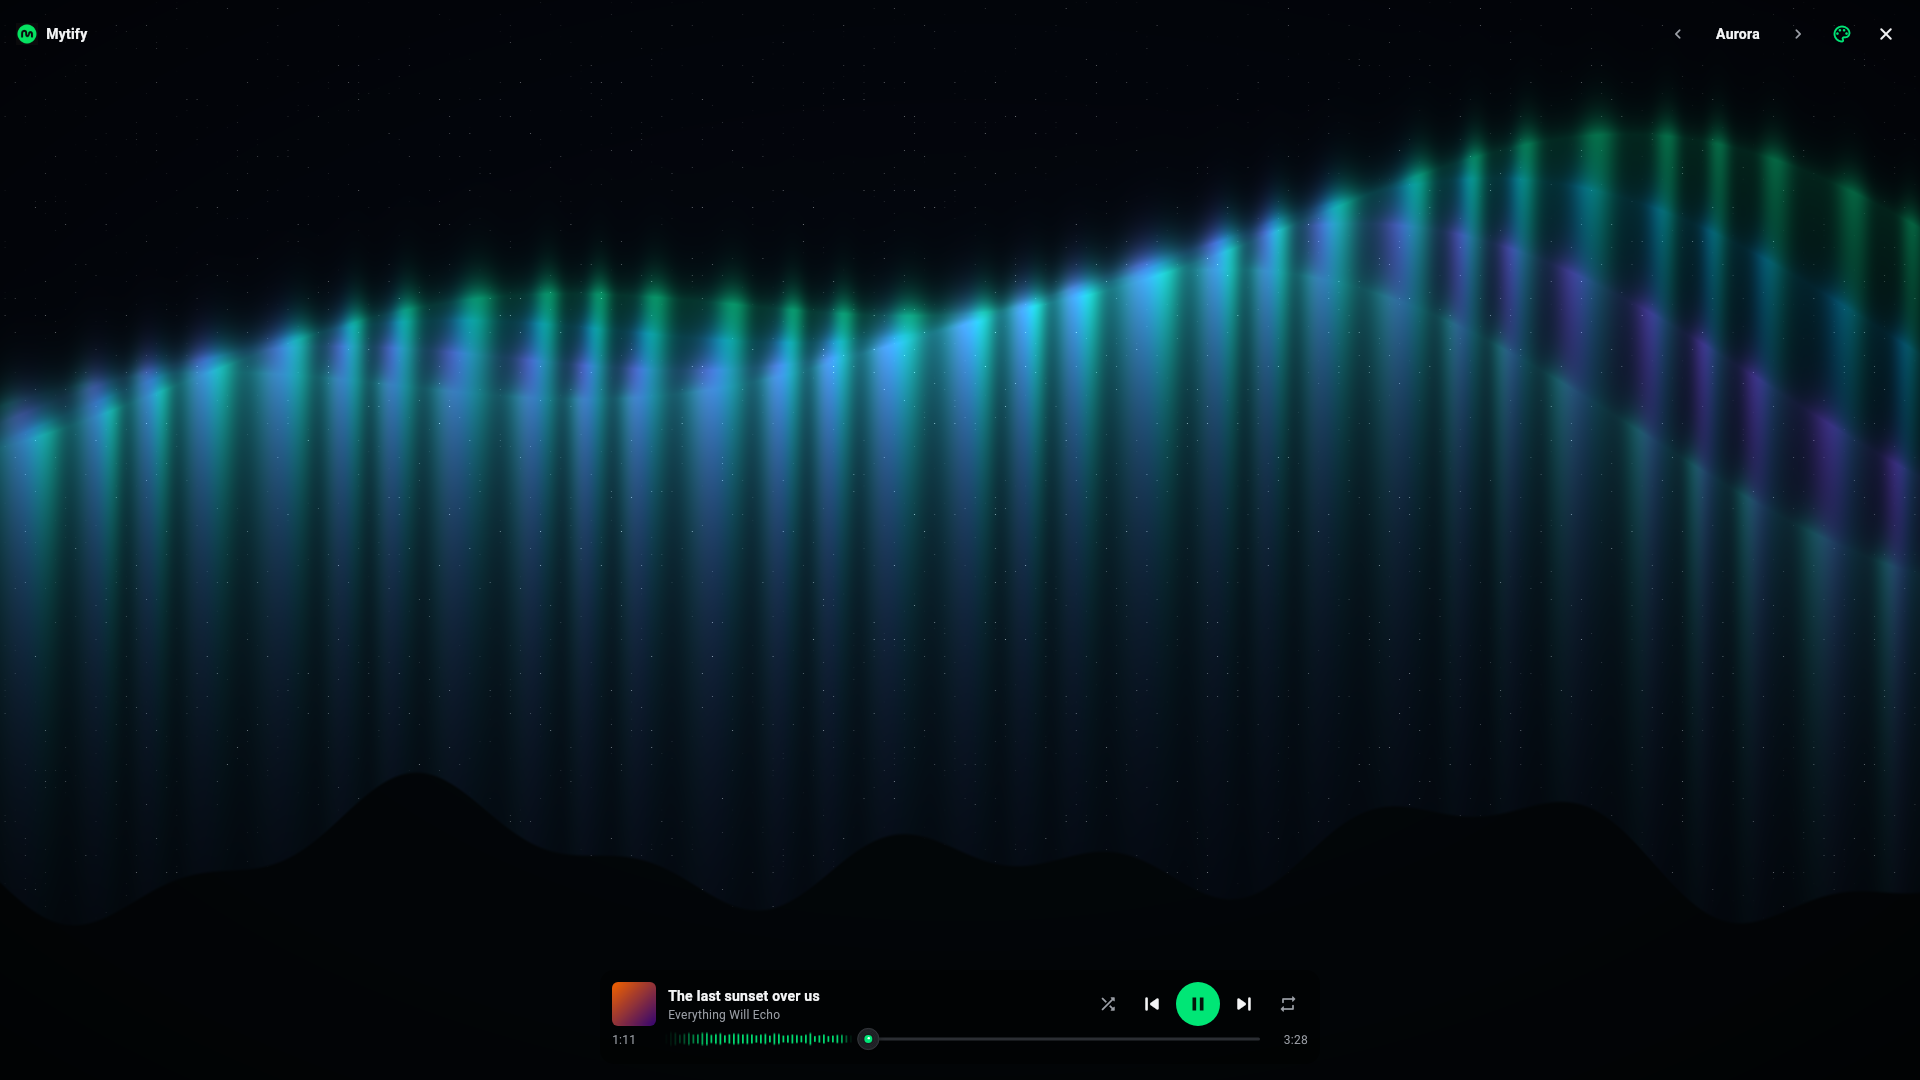 Mytify
Aurora
The last sunset over us
Everything Will Echo
1:11
3:28